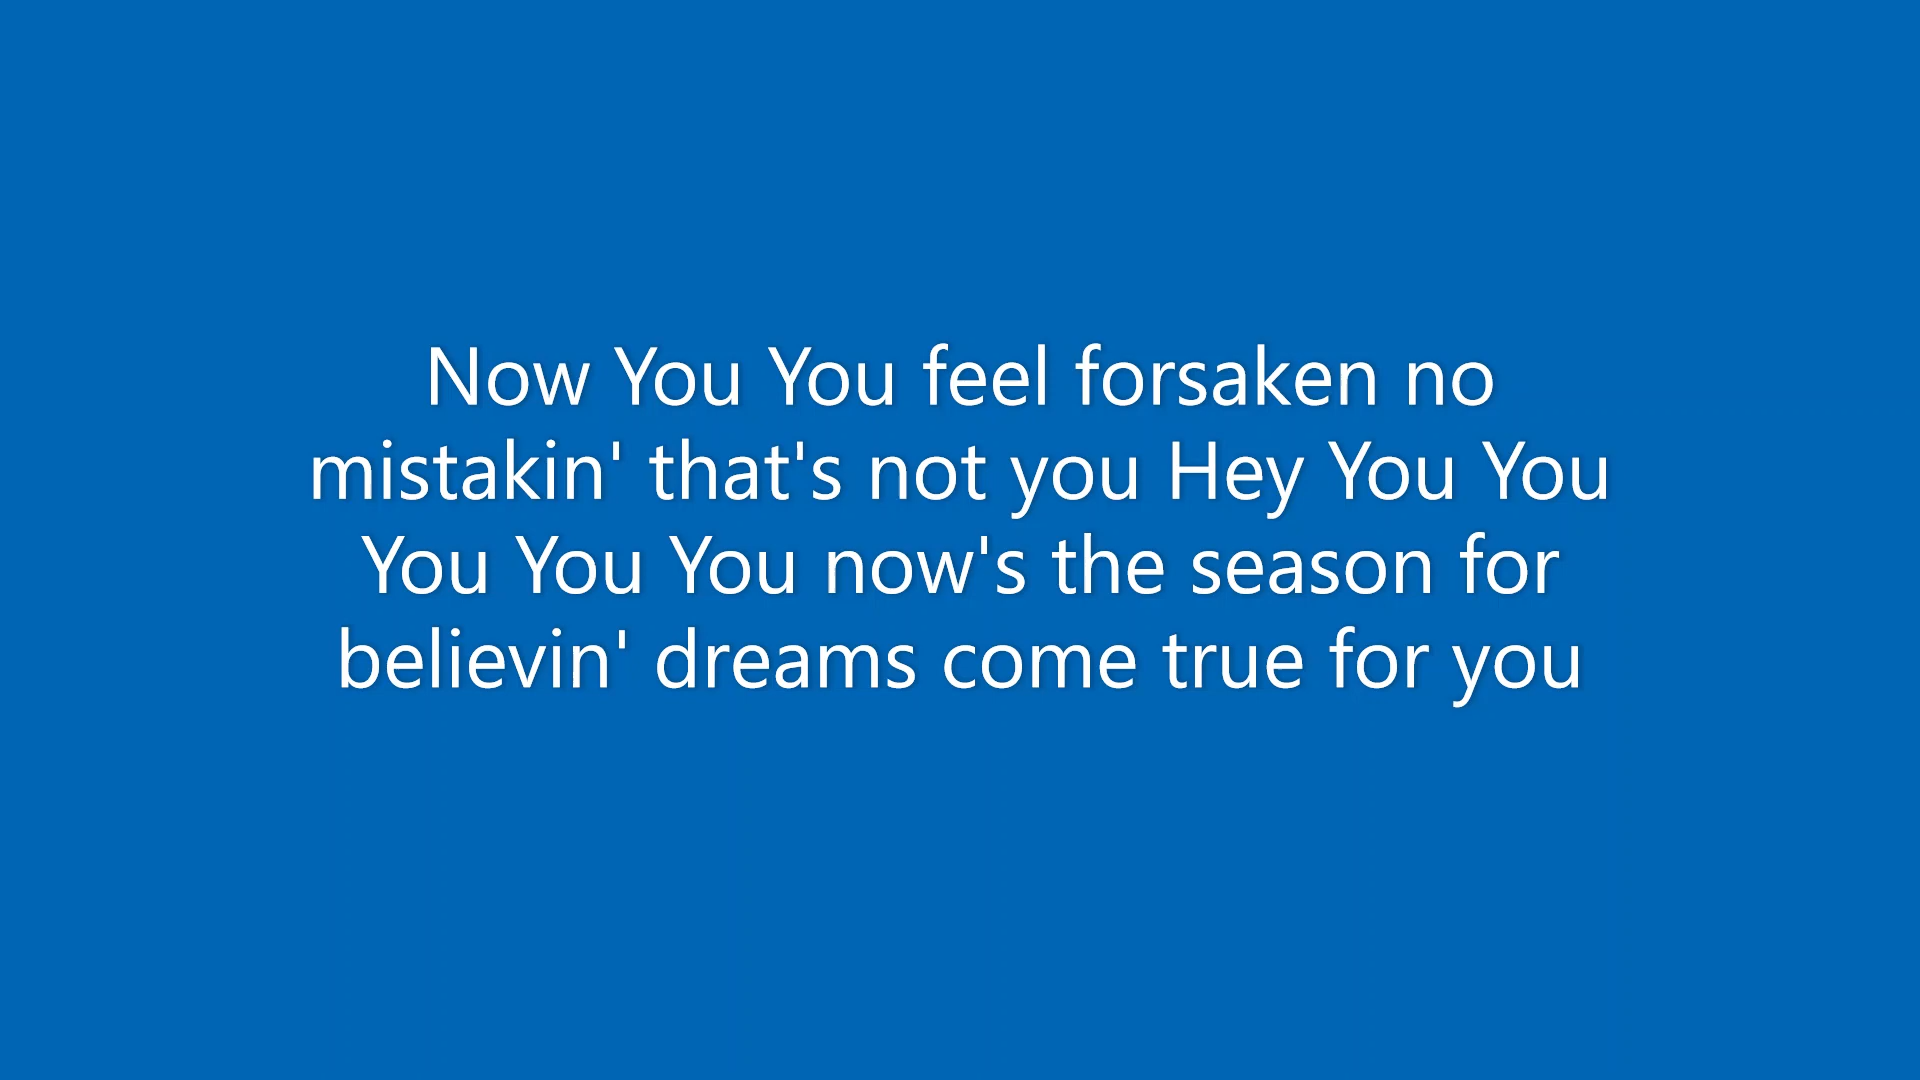 Now You You feel forsaken no
mistakin' that's not you Hey You You
You You You now's the season for
believin' dreams come true for you